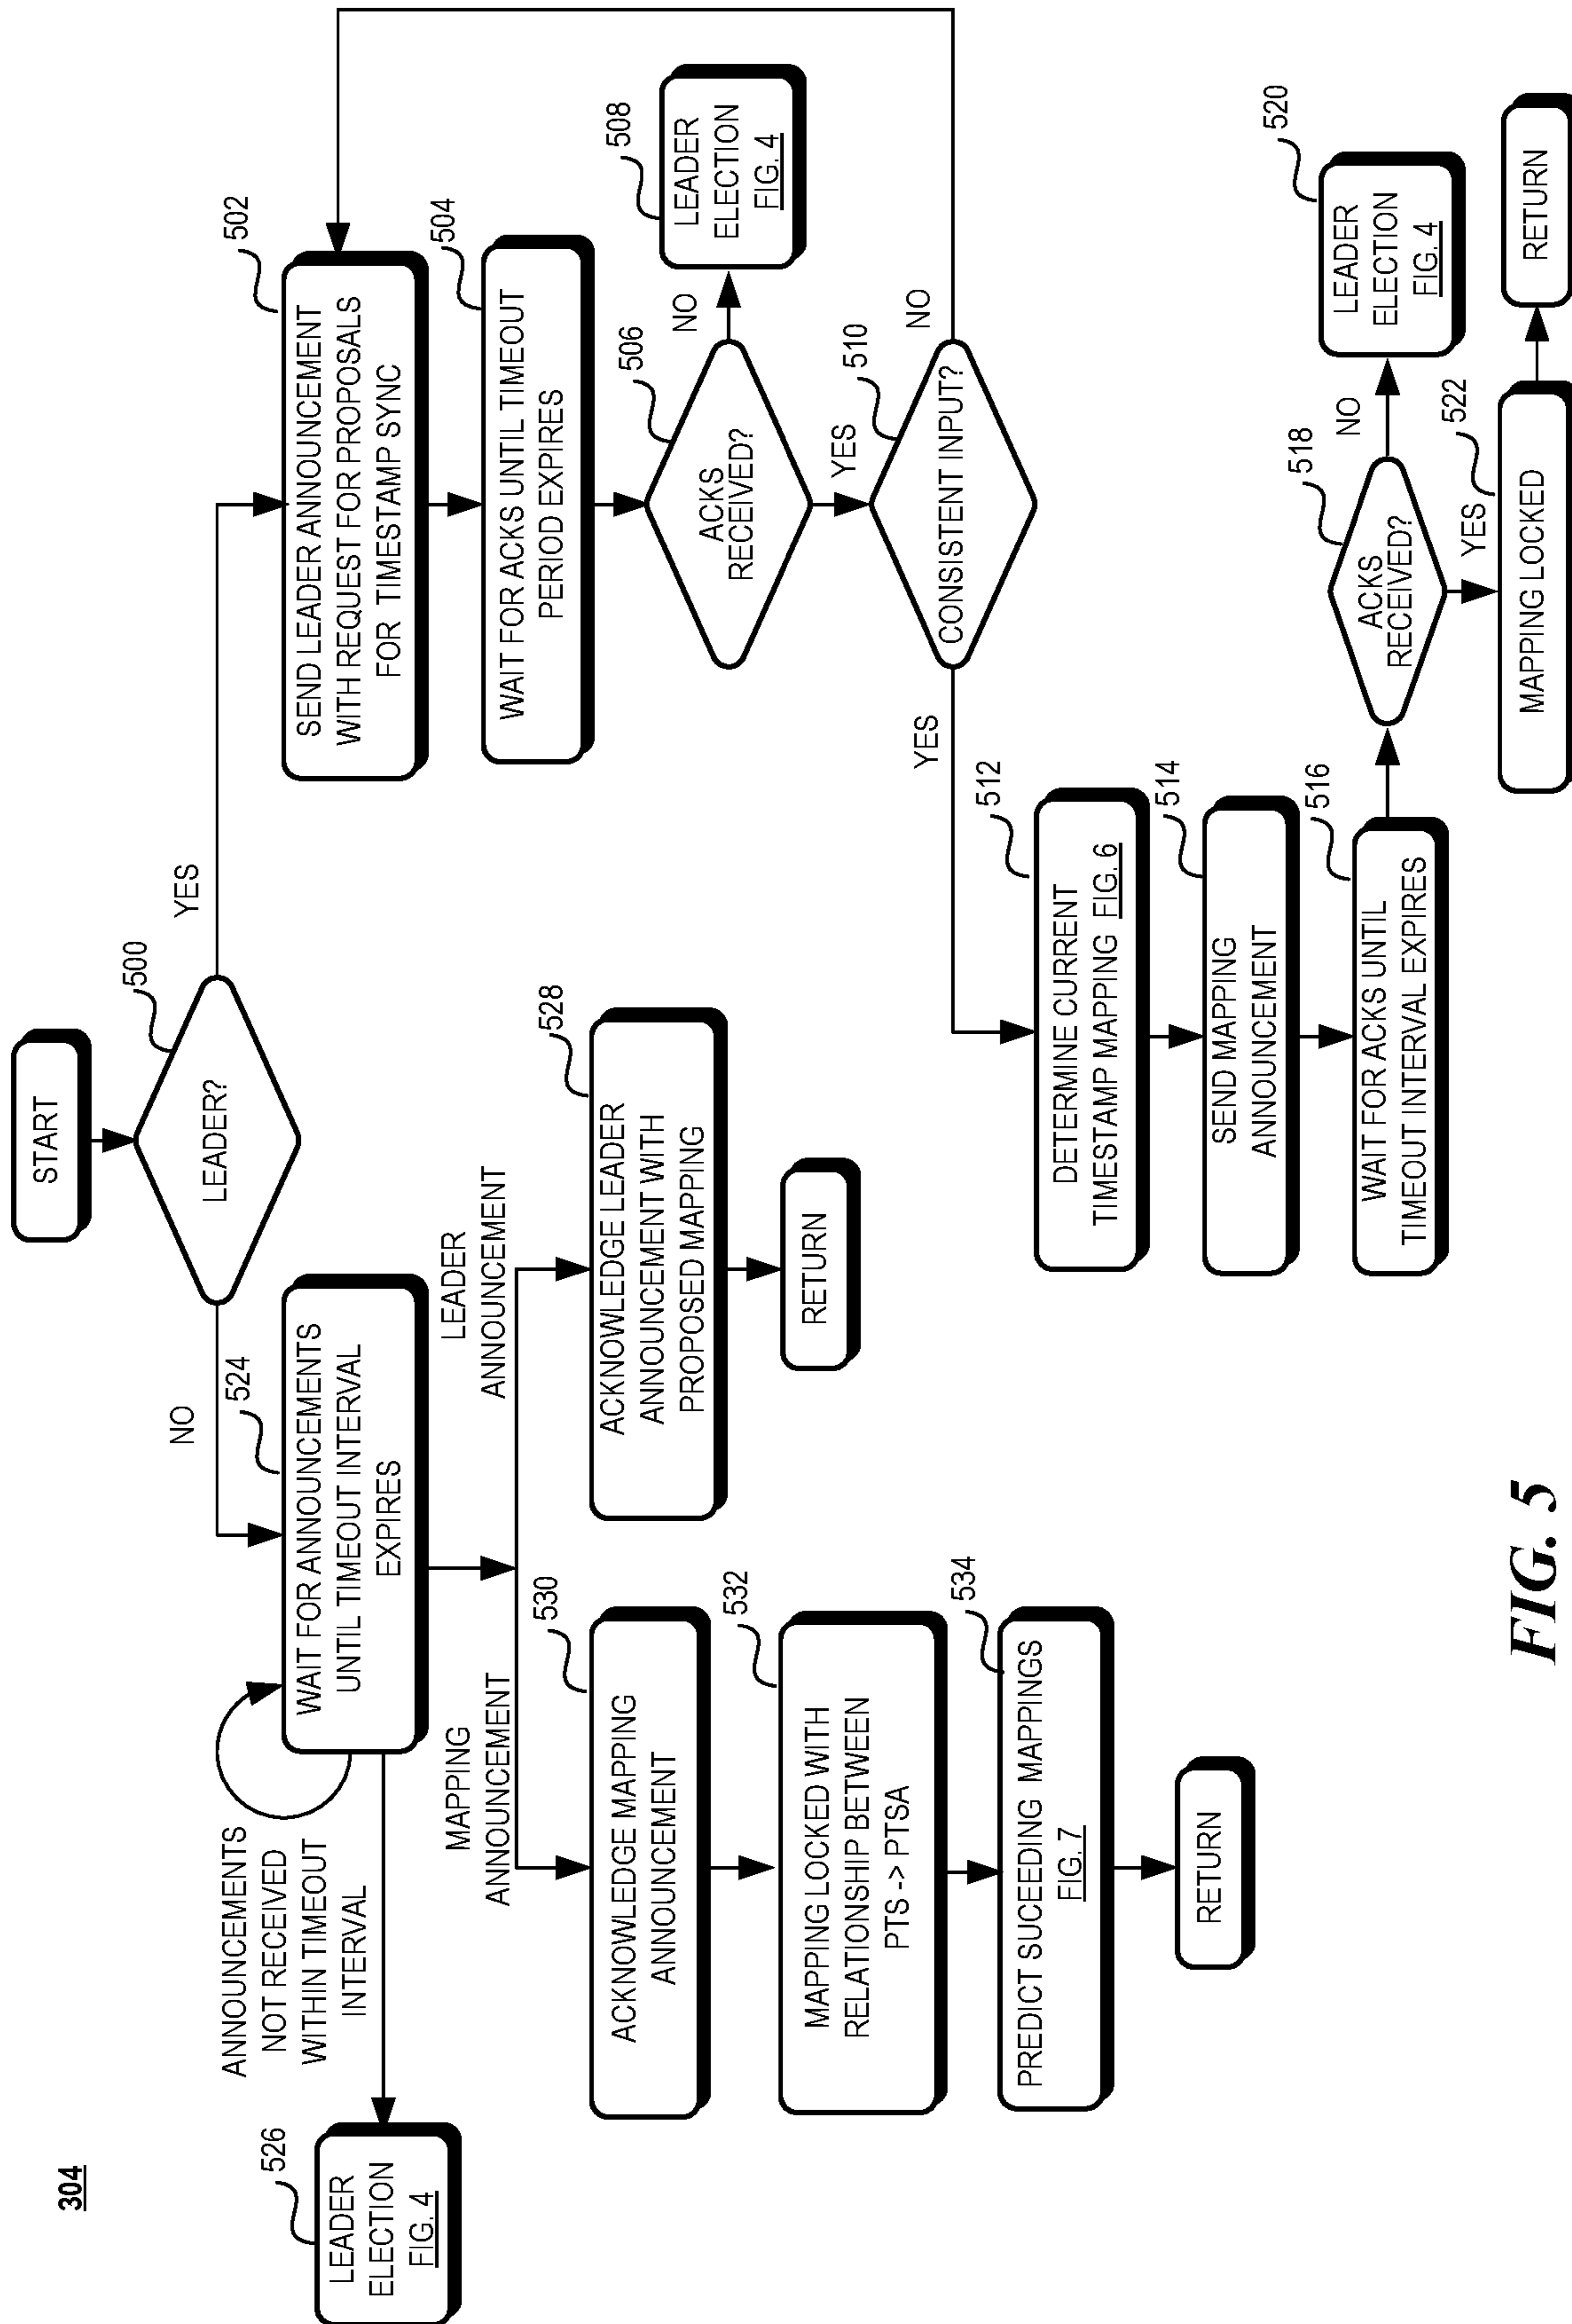 304
START
500
LEADER?
NO
YES
524
WAIT FOR ANNOUNCEMENTS
UNTIL TIMEOUT INTERVAL
EXPIRES
ANNOUNCEMENTS
NOT RECEIVED
WITHIN TIMEOUT
INTERVAL
526
LEADER
ELECTION
FIG. 4
MAPPING
ANNOUNCEMENT
LEADER
ANNOUNCEMENT
528
ACKNOWLEDGE LEADER
ANNOUNCEMENT WITH
PROPOSED MAPPING
RETURN
530
ACKNOWLEDGE MAPPING
ANNOUNCEMENT
532
MAPPING LOCKED WITH
RELATIONSHIP BETWEEN
PTS -> PTSA
534
PREDICT SUCEEDING MAPPINGS
FIG. 7
RETURN
502
SEND LEADER ANNOUNCEMENT
WITH REQUEST FOR PROPOSALS
FOR TIMESTAMP SYNC
504
WAIT FOR ACKS UNTIL TIMEOUT
PERIOD EXPIRES
506
ACKS
RECEIVED?
NO
508
LEADER
ELECTION
FIG. 4
YES
510
CONSISTENT INPUT?
NO
YES
512
DETERMINE CURRENT
TIMESTAMP MAPPING FIG. 6
514
SEND MAPPING
ANNOUNCEMENT
516
WAIT FOR ACKS UNTIL
TIMEOUT INTERVAL EXPIRES
518
ACKS
RECEIVED?
NO
520
LEADER
ELECTION
FIG. 4
YES
522
MAPPING LOCKED
RETURN
FIG. 5